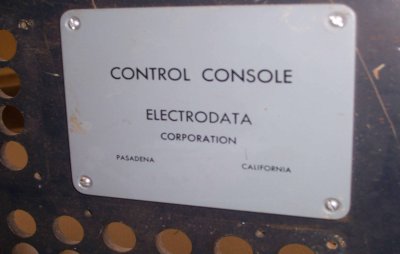 CONTROL CONSOLE
ELECTRODATA
CORPORATION
PASADENA CALIFORNIA